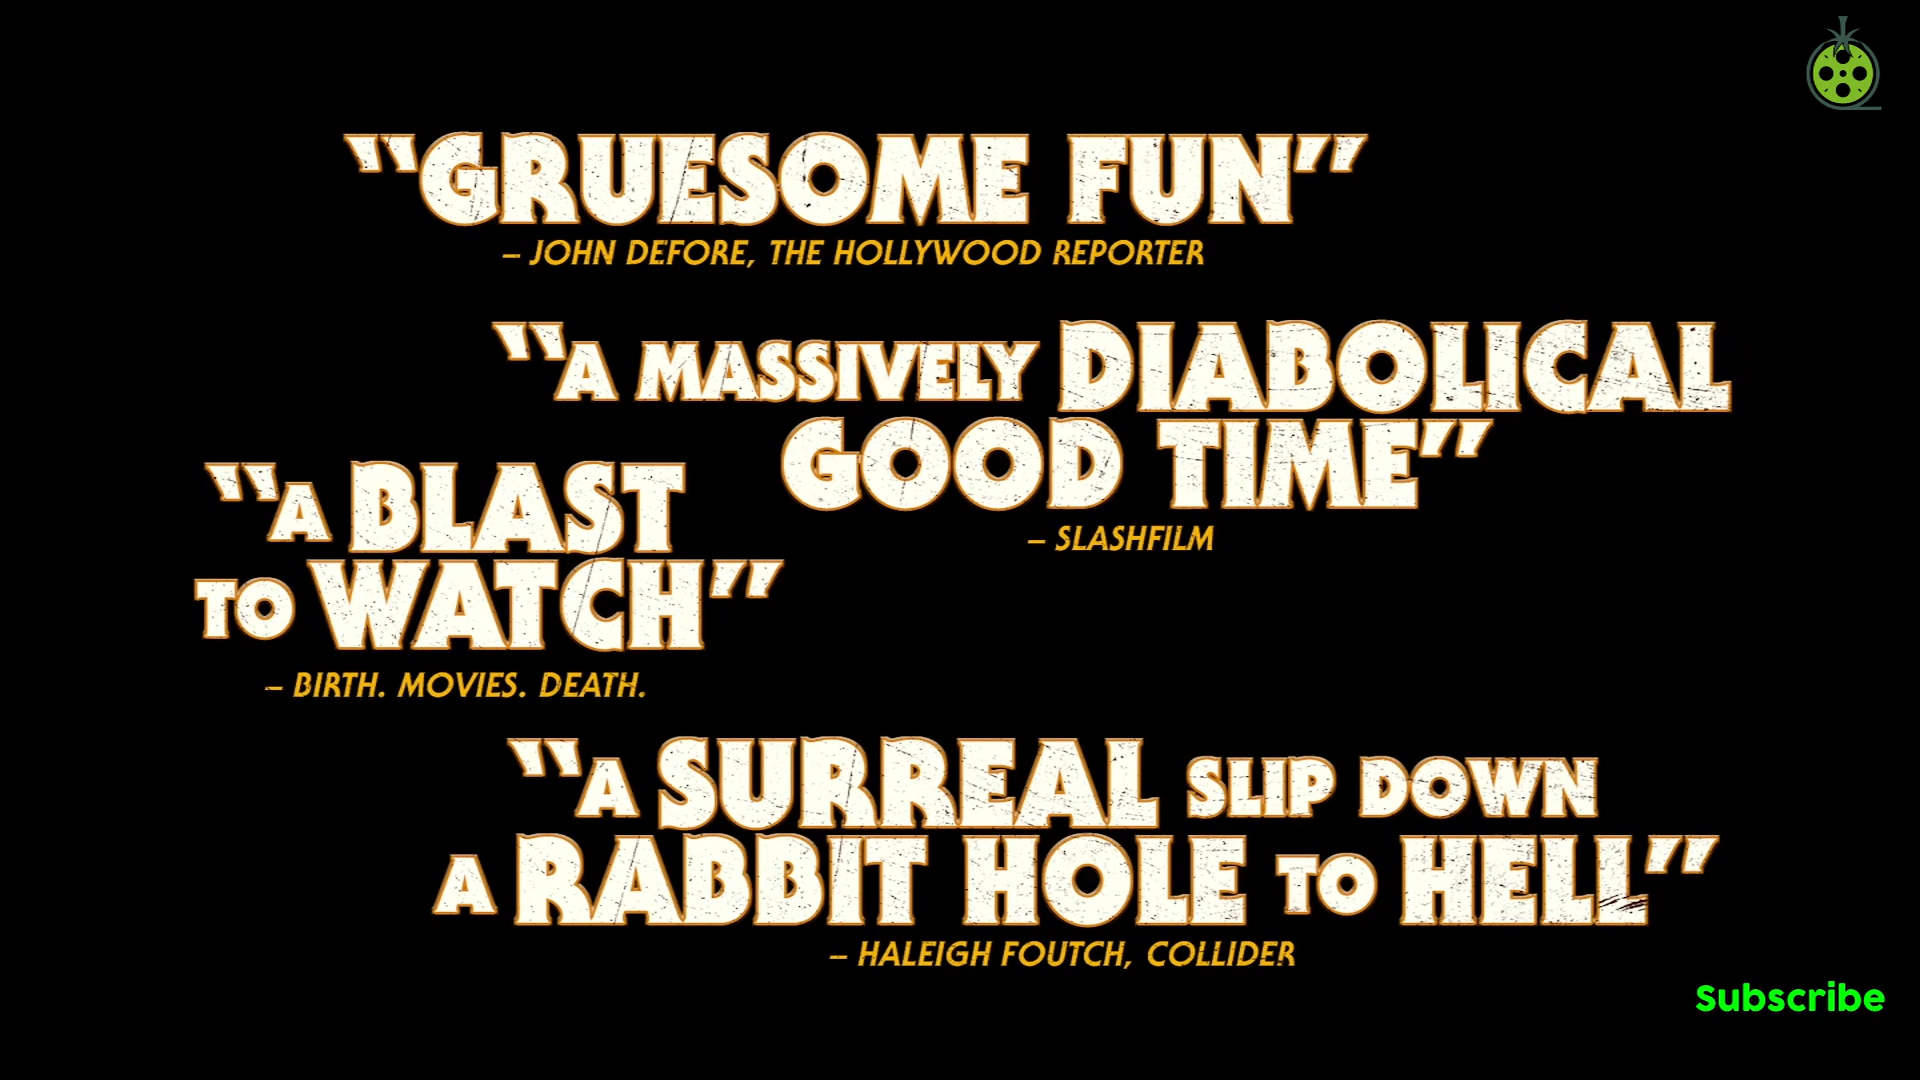 “GRUESOME FUN”
– JOHN DEFORE, THE HOLLYWOOD REPORTER
“A MASSIVELY DIABOLICAL
GOOD TIME”
– SLASHFILM
“A BLAST
TO WATCH”
– BIRTH. MOVIES. DEATH.
“A SURREAL SLIP DOWN
A RABBIT HOLE TO HELL”
– HALEIGH FOUTCH, COLLIDER
Subscribe